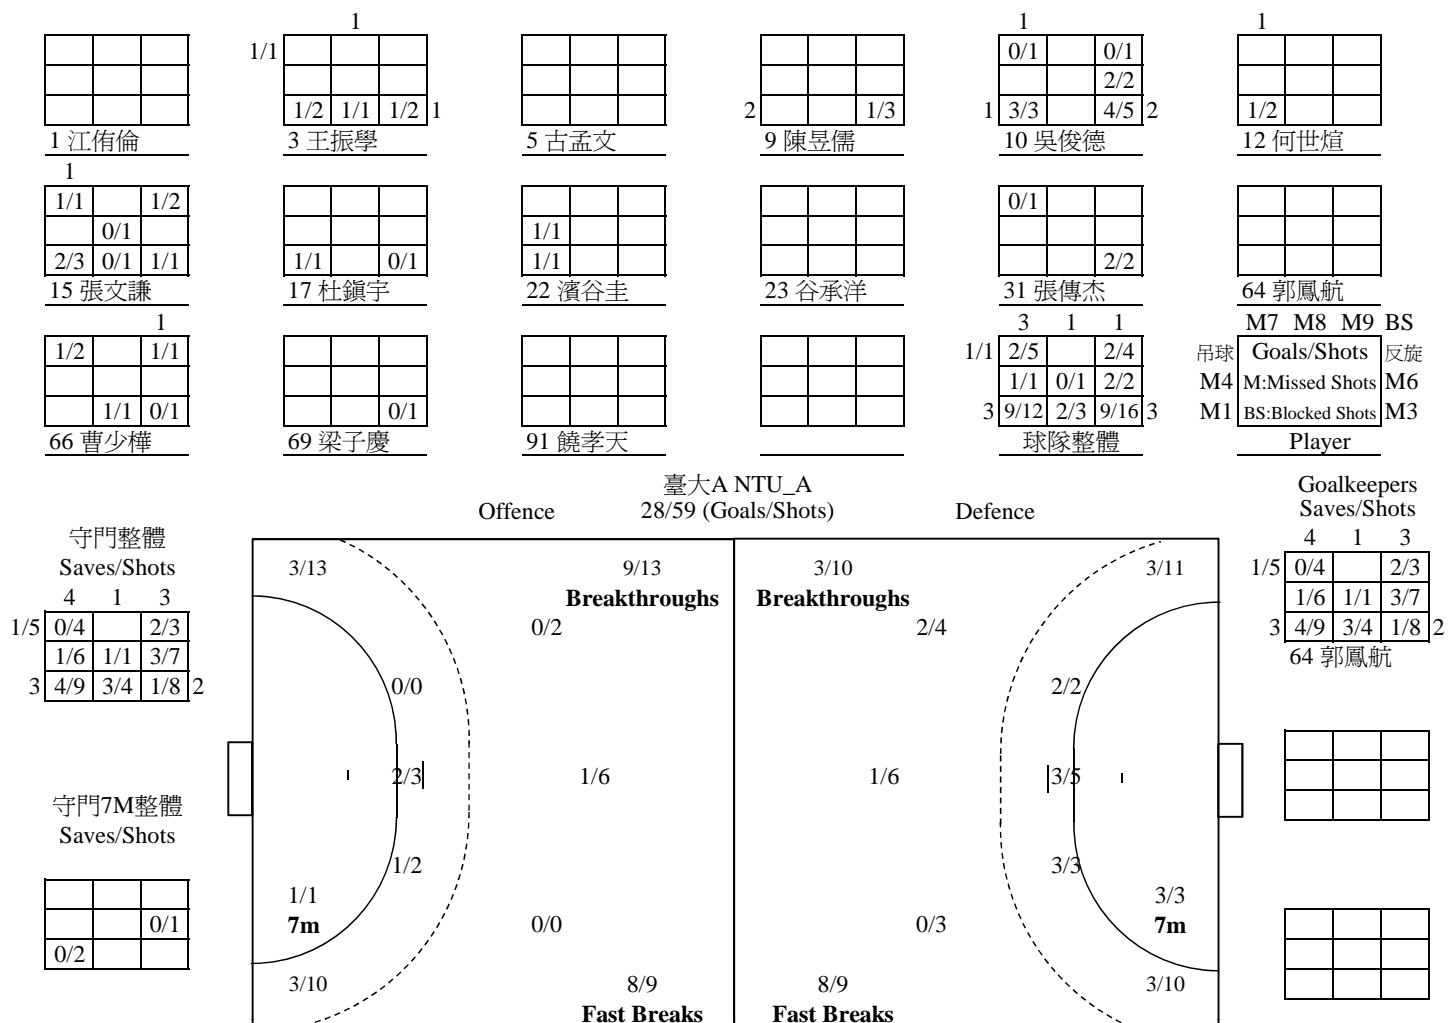 1 1 1
1/1 0/1 0/1
2/2
1/2 1/1 1/2 1 2 1/3 1 3/3 4/5 2 1/2
1 江侑倫 3 王振學 5 古孟文 9 陳昱儒 10 吳俊德 12 何世煊
1
1/1 1/2 0/1
0/1 1/1
2/3 0/1 1/1 1/1 0/1 1/1 2/2
15 張文謙 17 杜鎮宇 22 濱谷圭 23 谷承洋 31 張傳杰 64 郭鳳航
1 3 1 1 M7 M8 M9 BS
1/2 1/1 1/1 2/5 2/4 吊球 Goals/Shots 反旋
1/1 0/1 2/2 M4 M:Missed Shots M6
1/1 0/1 0/1 3 9/12 2/3 9/16 3 M1 BS:Blocked Shots M3
66 曹少樺 69 梁子慶 91 饒孝天 球隊整體 Player
臺大A NTU_A
Offence 28/59 (Goals/Shots) Defence
Goalkeepers
Saves/Shots
4 1 3
1/5 0/4 2/3
1/6 1/1 3/7
3 4/9 3/4 1/8 2
64 郭鳳航
守門整體
Saves/Shots
4 1 3
1/5 0/4 2/3
1/6 1/1 3/7
3 4/9 3/4 1/8 2
守門7M整體
Saves/Shots
0/1
0/2
3/13 9/13 3/10 3/11
Breakthroughs Breakthroughs
0/2 2/4
0/0 2/2
2/3 1/6 1/6 3/5
1/2 3/3
1/1 3/3
7m 0/0 0/3 7m
3/10 8/9 8/9 3/10
Fast Breaks Fast Breaks